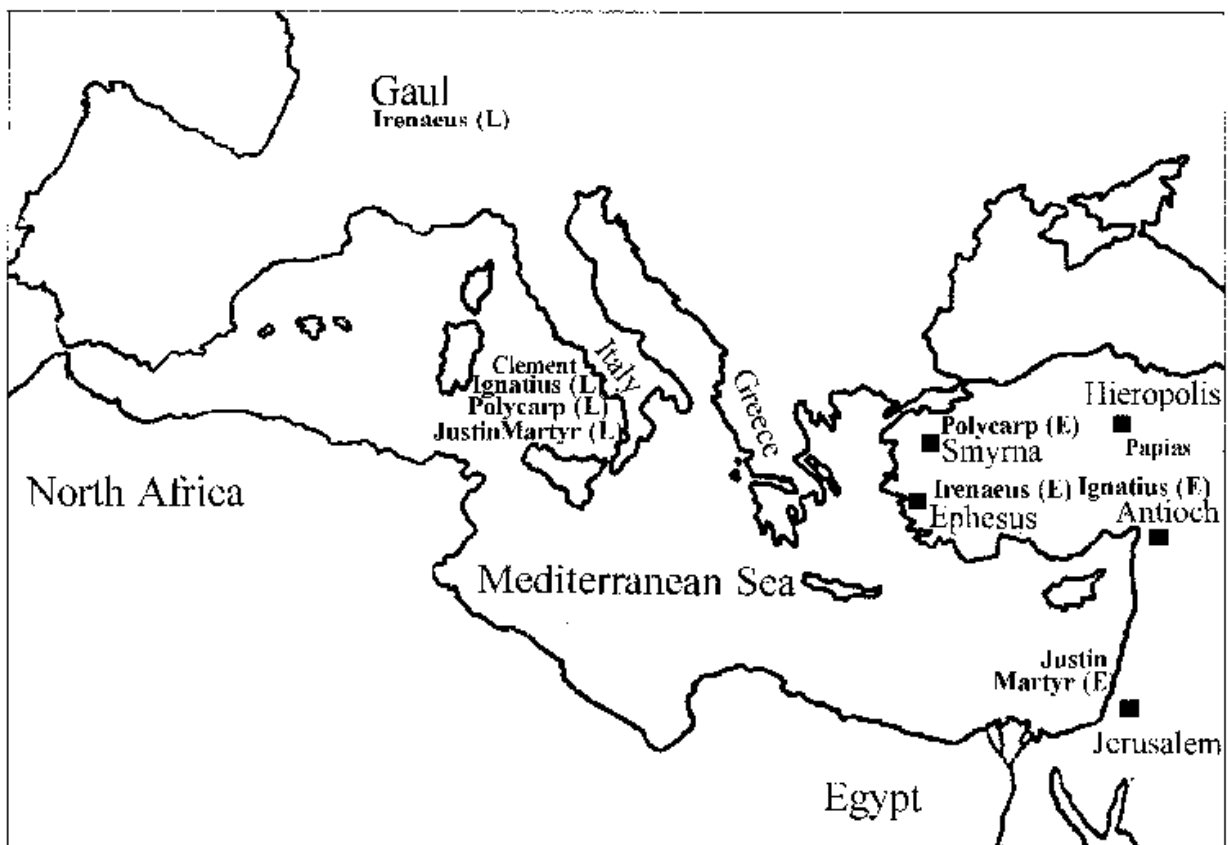 Gaul
Irenaeus (L)
Clement
Ignatius (L)
Polycarp (L)
JustinMartyr (L)
Italy
Greece
Hieropolis
Papias
Polycarp (E)
Smyrna
Irenaeus (E) Ignatius (E)
Ephesus
Antioch
North Africa
Mediterranean Sea
Justin
Martyr (E
Jerusalem
Egypt